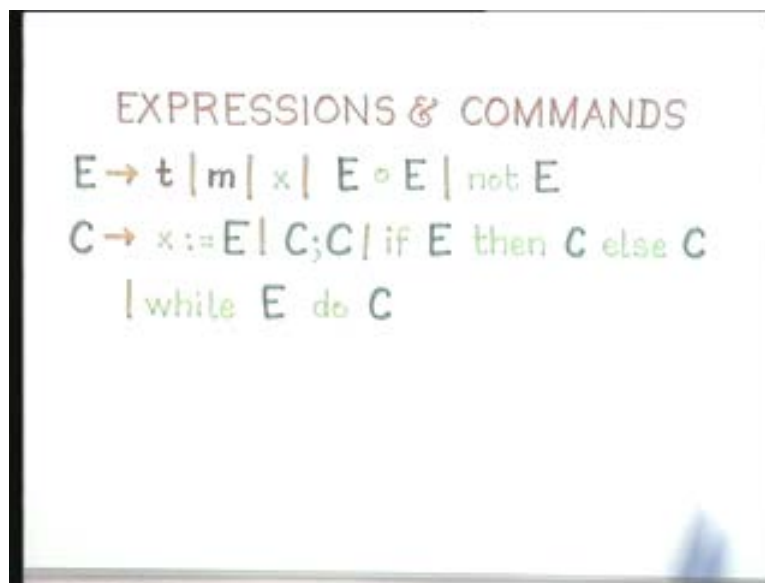 EXPRESSIONS & COMMANDS
E → t | m | x | E ∘ E | not E
C → x := E | C;C | if E then C else C
| while E do C